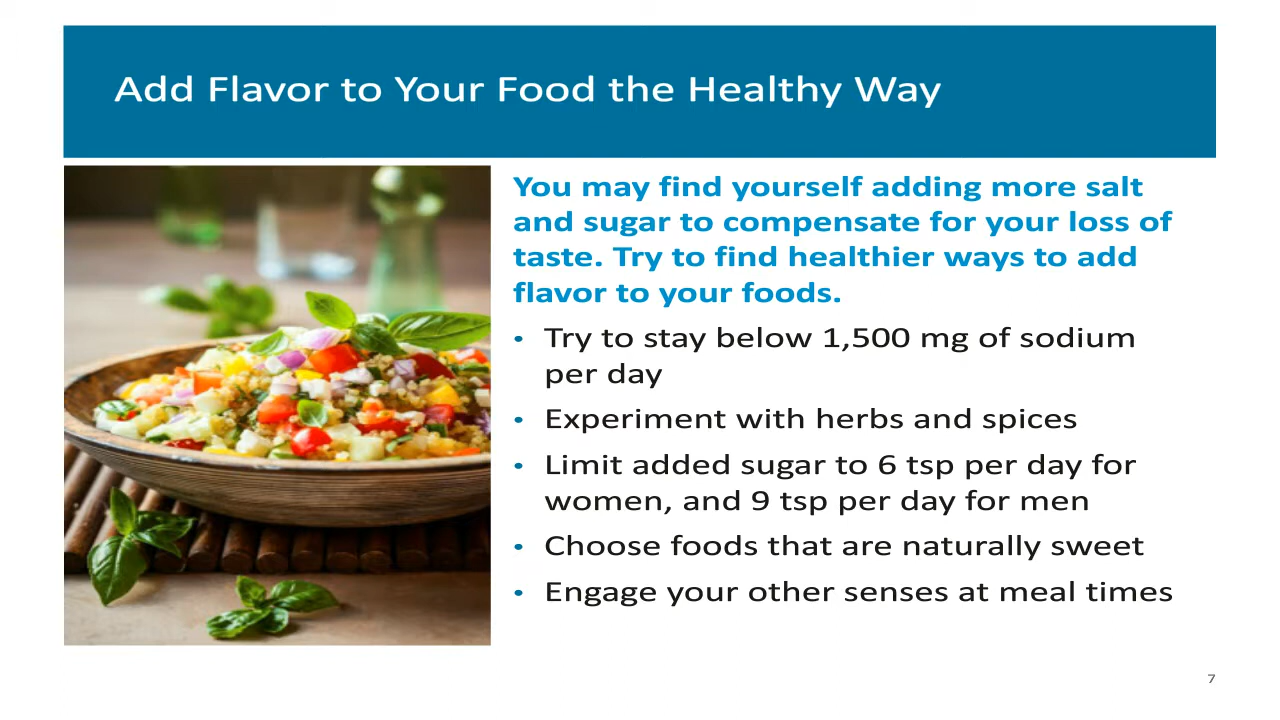 Add Flavor to Your Food the Healthy Way
You may find yourself adding more salt
and sugar to compensate for your loss of
taste. Try to find healthier ways to add
flavor to your foods.
• Try to stay below 1,500 mg of sodium
per day
• Experiment with herbs and spices
• Limit added sugar to 6 tsp per day for
women, and 9 tsp per day for men
• Choose foods that are naturally sweet
• Engage your other senses at meal times
7